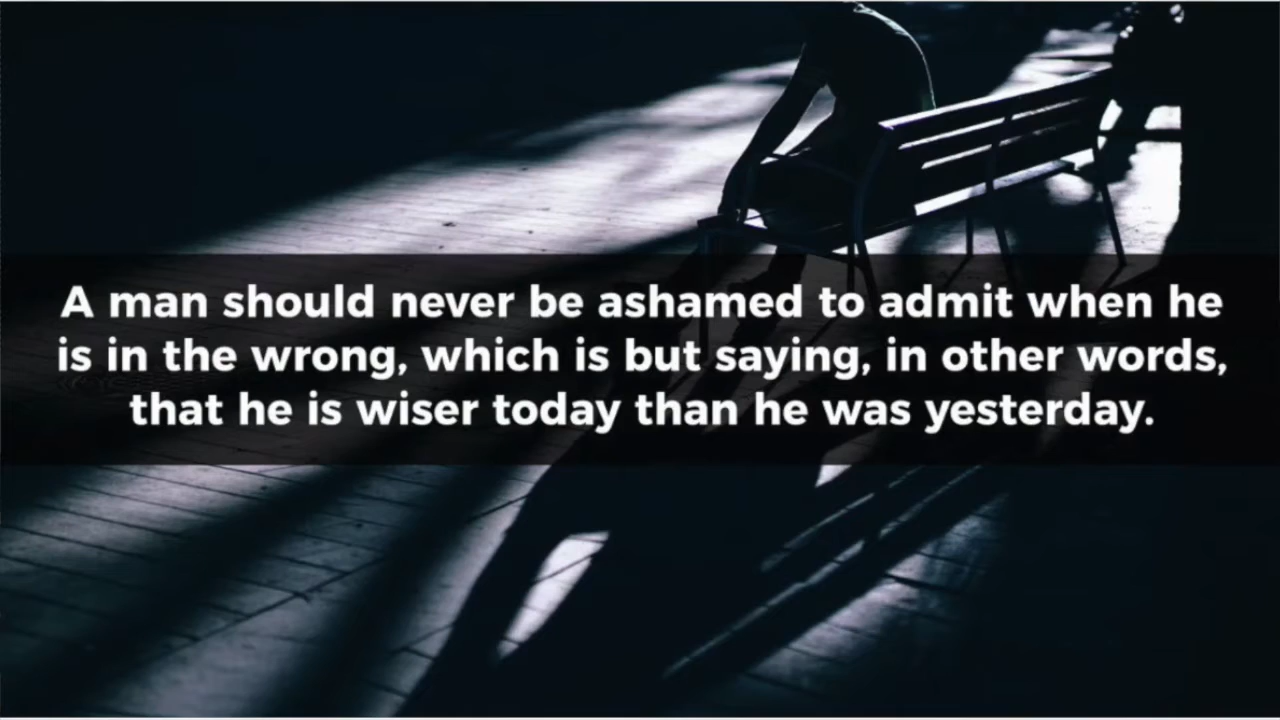 A man should never be ashamed to admit when he
is in the wrong, which is but saying, in other words,
that he is wiser today than he was yesterday.